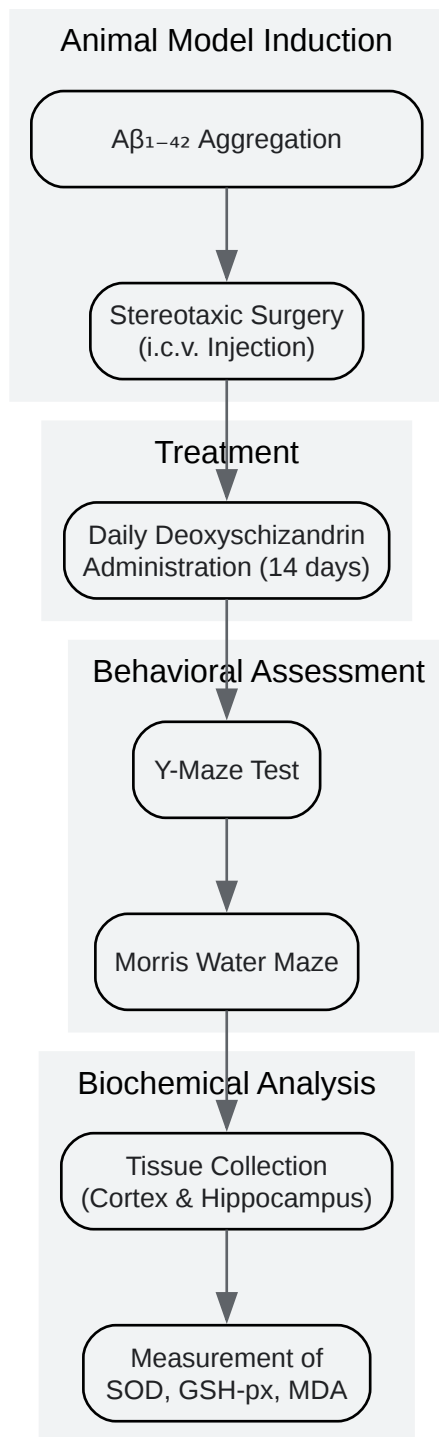 Animal Model Induction
Aβ₁₋₄₂ Aggregation
Stereotaxic Surgery
(i.c.v. Injection)
Treatment
Daily Deoxyschizandrin
Administration (14 days)
Behavioral Assessment
Y-Maze Test
Morris Water Maze
Biochemical Analysis
Tissue Collection
(Cortex & Hippocampus)
Measurement of
SOD, GSH-px, MDA